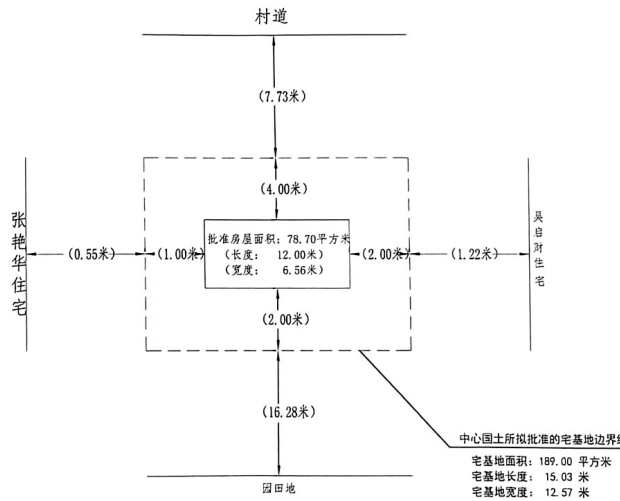 村道
(7.73米)
(4.00米)
张艳华住宅
吴启财住宅
批准房屋面积: 78.70平方米
(长度: 12.00米)
(宽度: 6.56米)
(0.55米)
(1.00米)
(2.00米)
(1.22米)
(2.00米)
(16.28米)
中心国土所拟批准的宅基地边界
宅基地面积: 189.00 平方米
宅基地长度: 15.03 米
宅基地宽度: 12.57 米
园田地